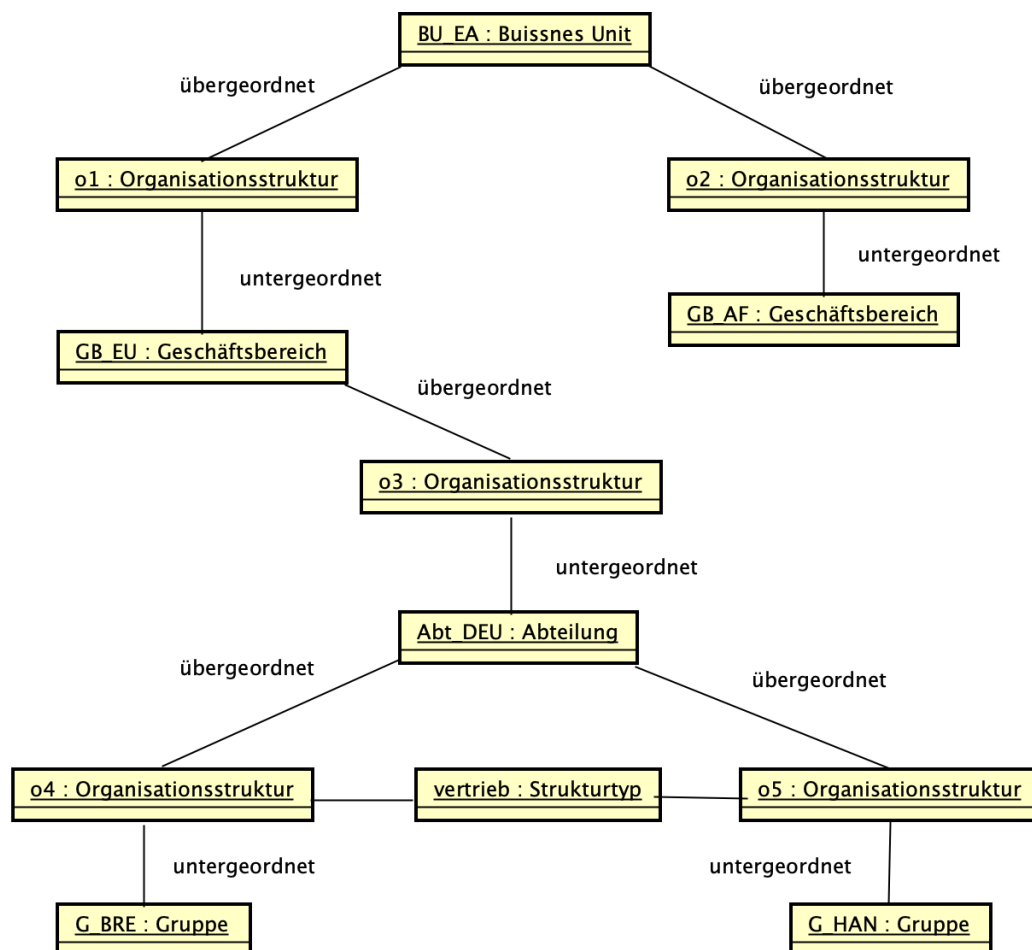 BU_EA : Buissnes Unit
übergeordnet
übergeordnet
o1 : Organisationsstruktur
o2 : Organisationsstruktur
untergeordnet
untergeordnet
GB_AF : Geschäftsbereich
GB_EU : Geschäftsbereich
übergeordnet
o3 : Organisationsstruktur
untergeordnet
Abt_DEU : Abteilung
übergeordnet
übergeordnet
o4 : Organisationsstruktur
vertrieb : Strukturtyp
o5 : Organisationsstruktur
untergeordnet
untergeordnet
G_BRE : Gruppe
G_HAN : Gruppe